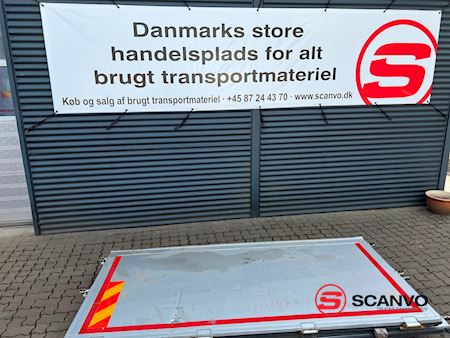 Danmarks store
handelsplads for alt
brugt transportmateriel
Køb og salg af brugt transportmateriel · +45 87 24 43 70 · www.scanvo.dk
S
S SCANVO